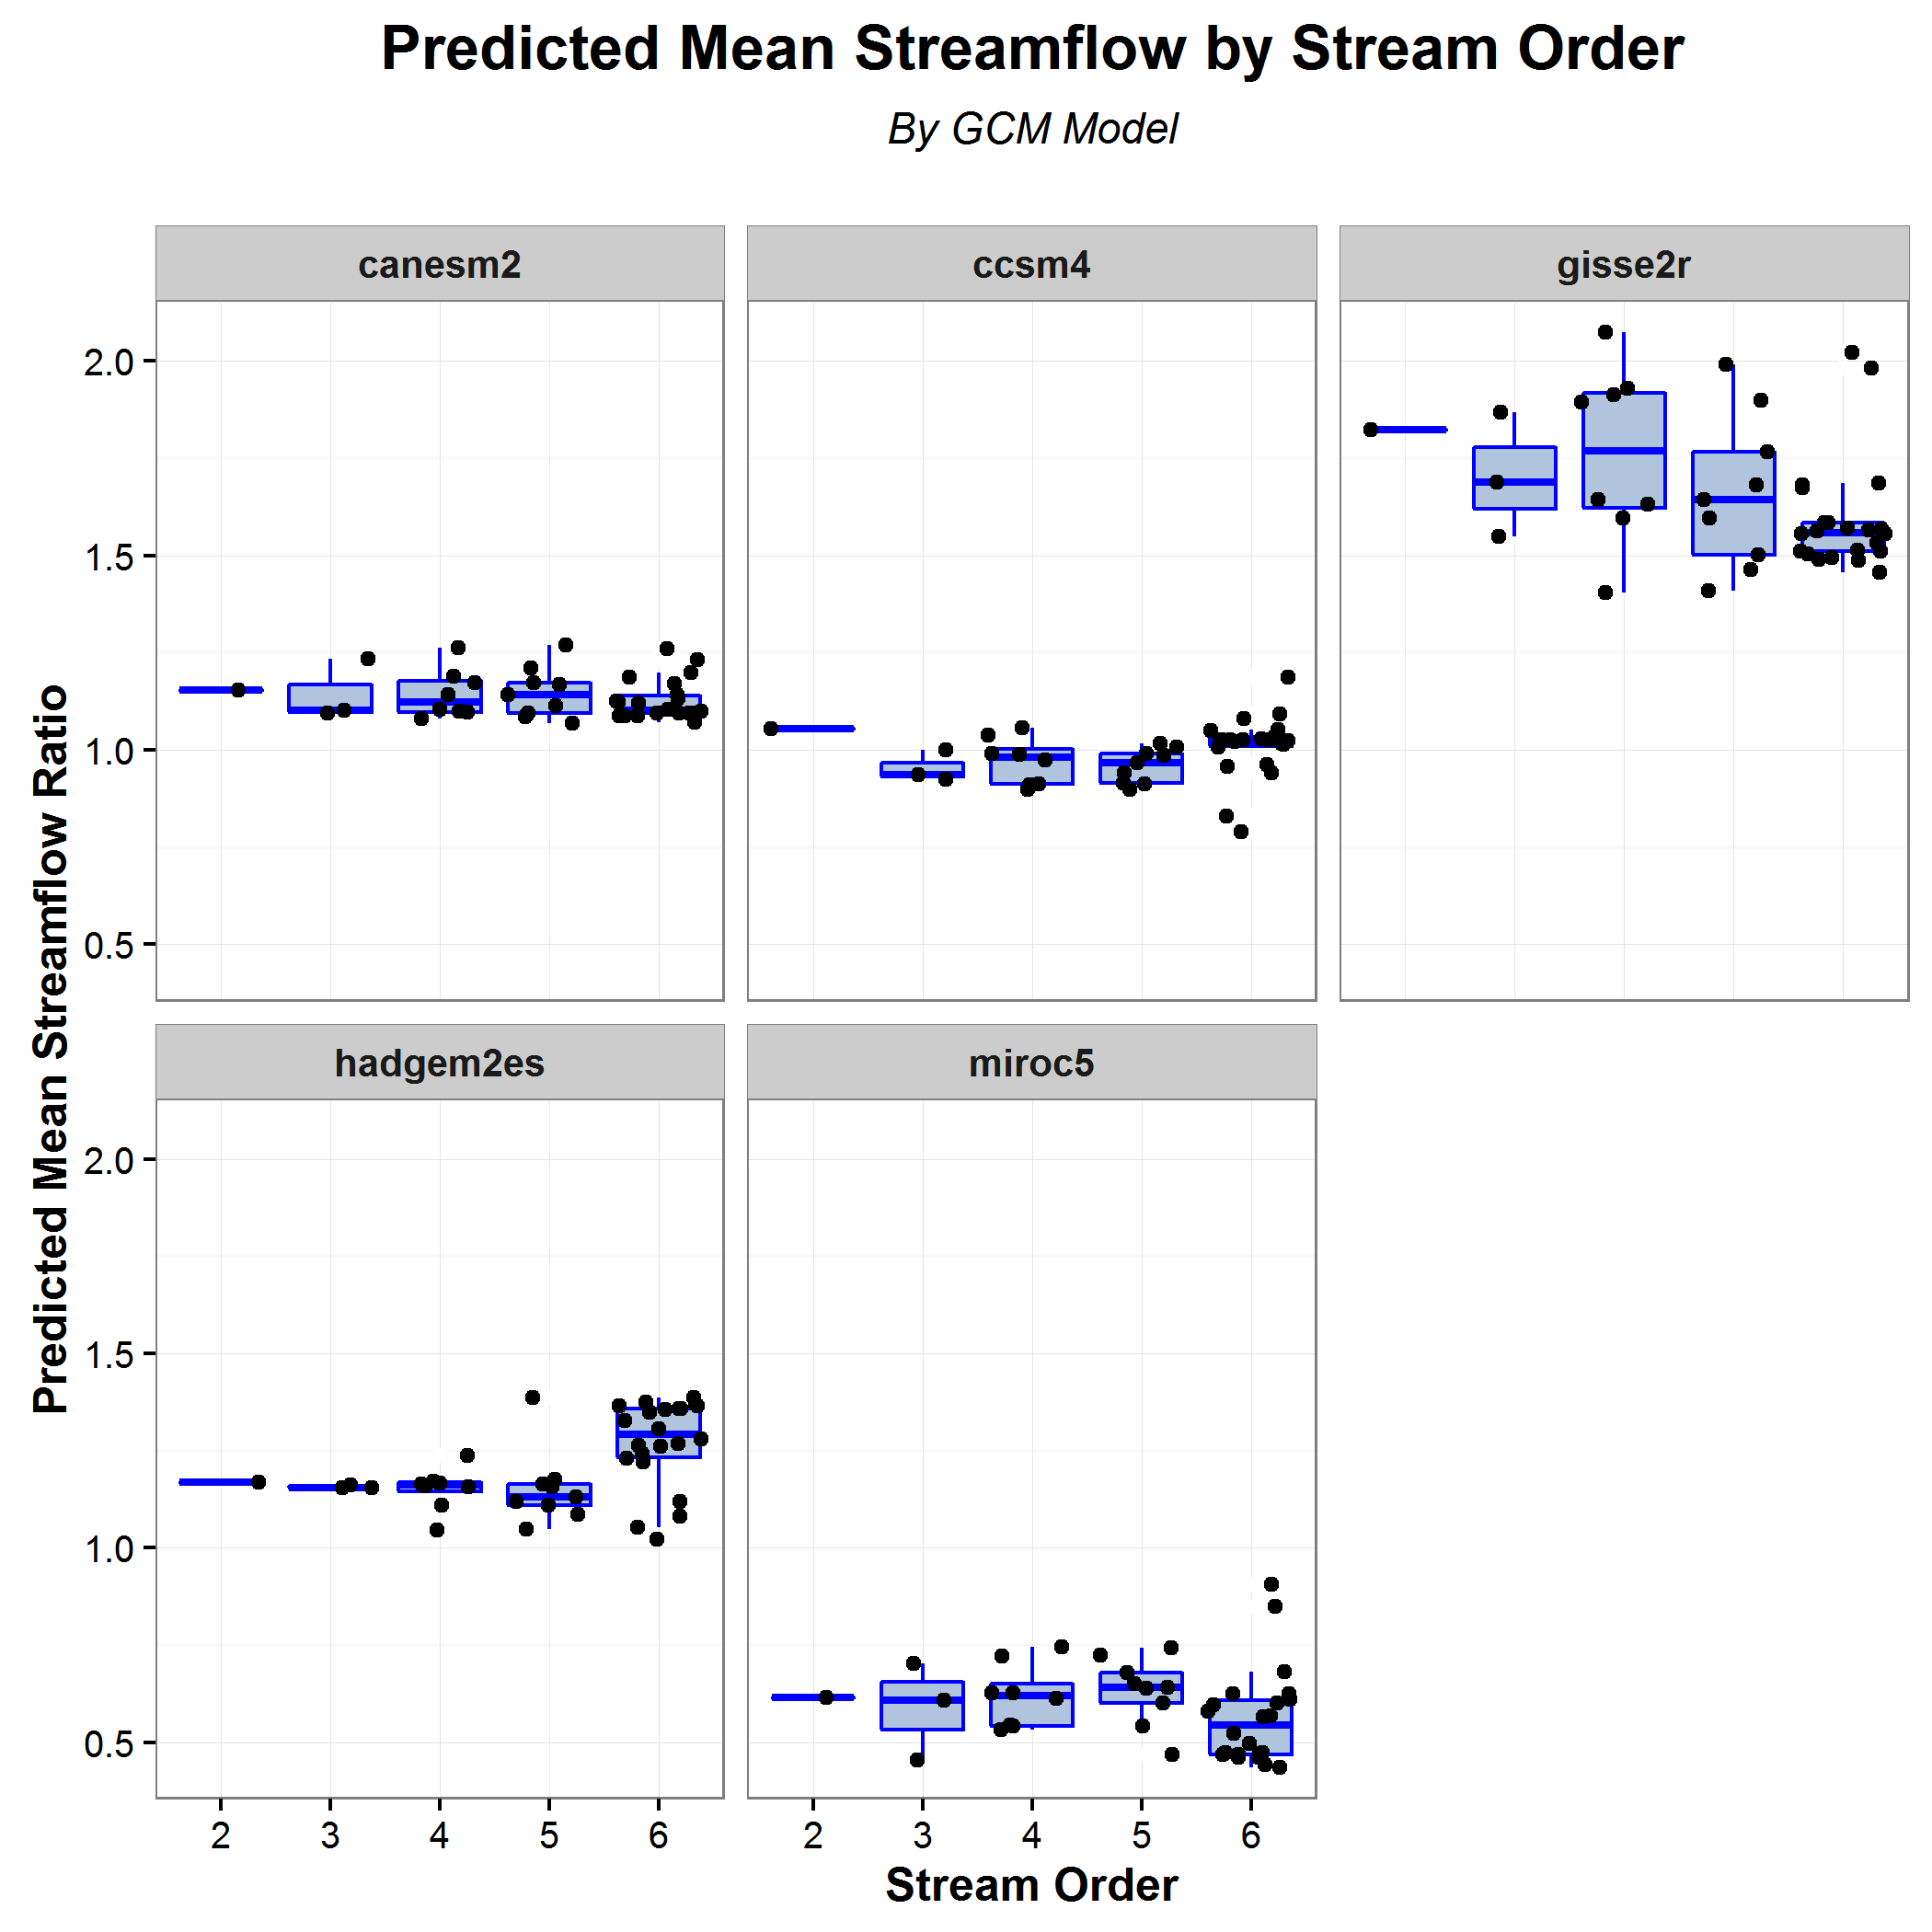 Predicted Mean Streamflow by Stream Order
By GCM Model
canesm2
ccsm4
gisse2r
2.0
1.5
1.0
0.5
hadgem2es
miroc5
2.0
1.5
1.0
0.5
Predicted Mean Streamflow Ratio
2 3 4 5 6
2 3 4 5 6
Stream Order